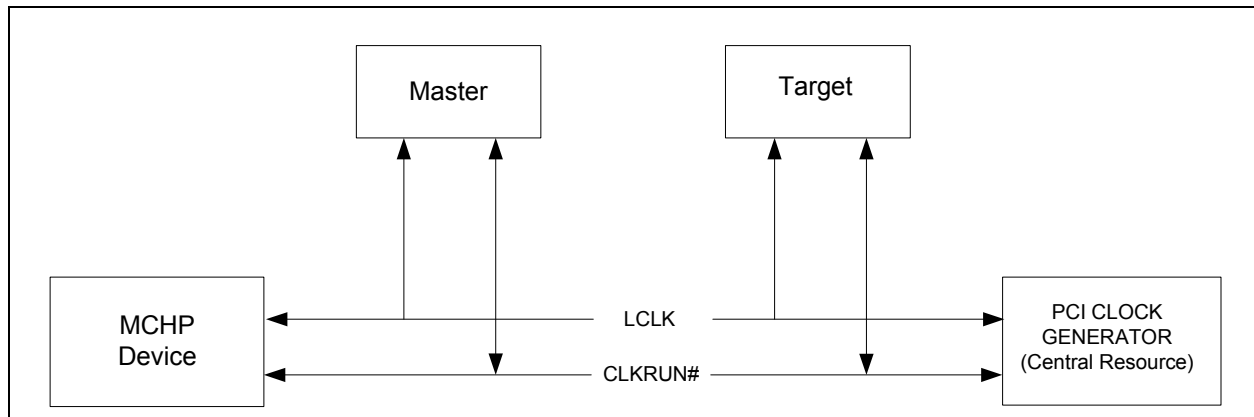 Master
Target
MCHP
Device
LCLK
CLKRUN#
PCI CLOCK
GENERATOR
(Central Resource)